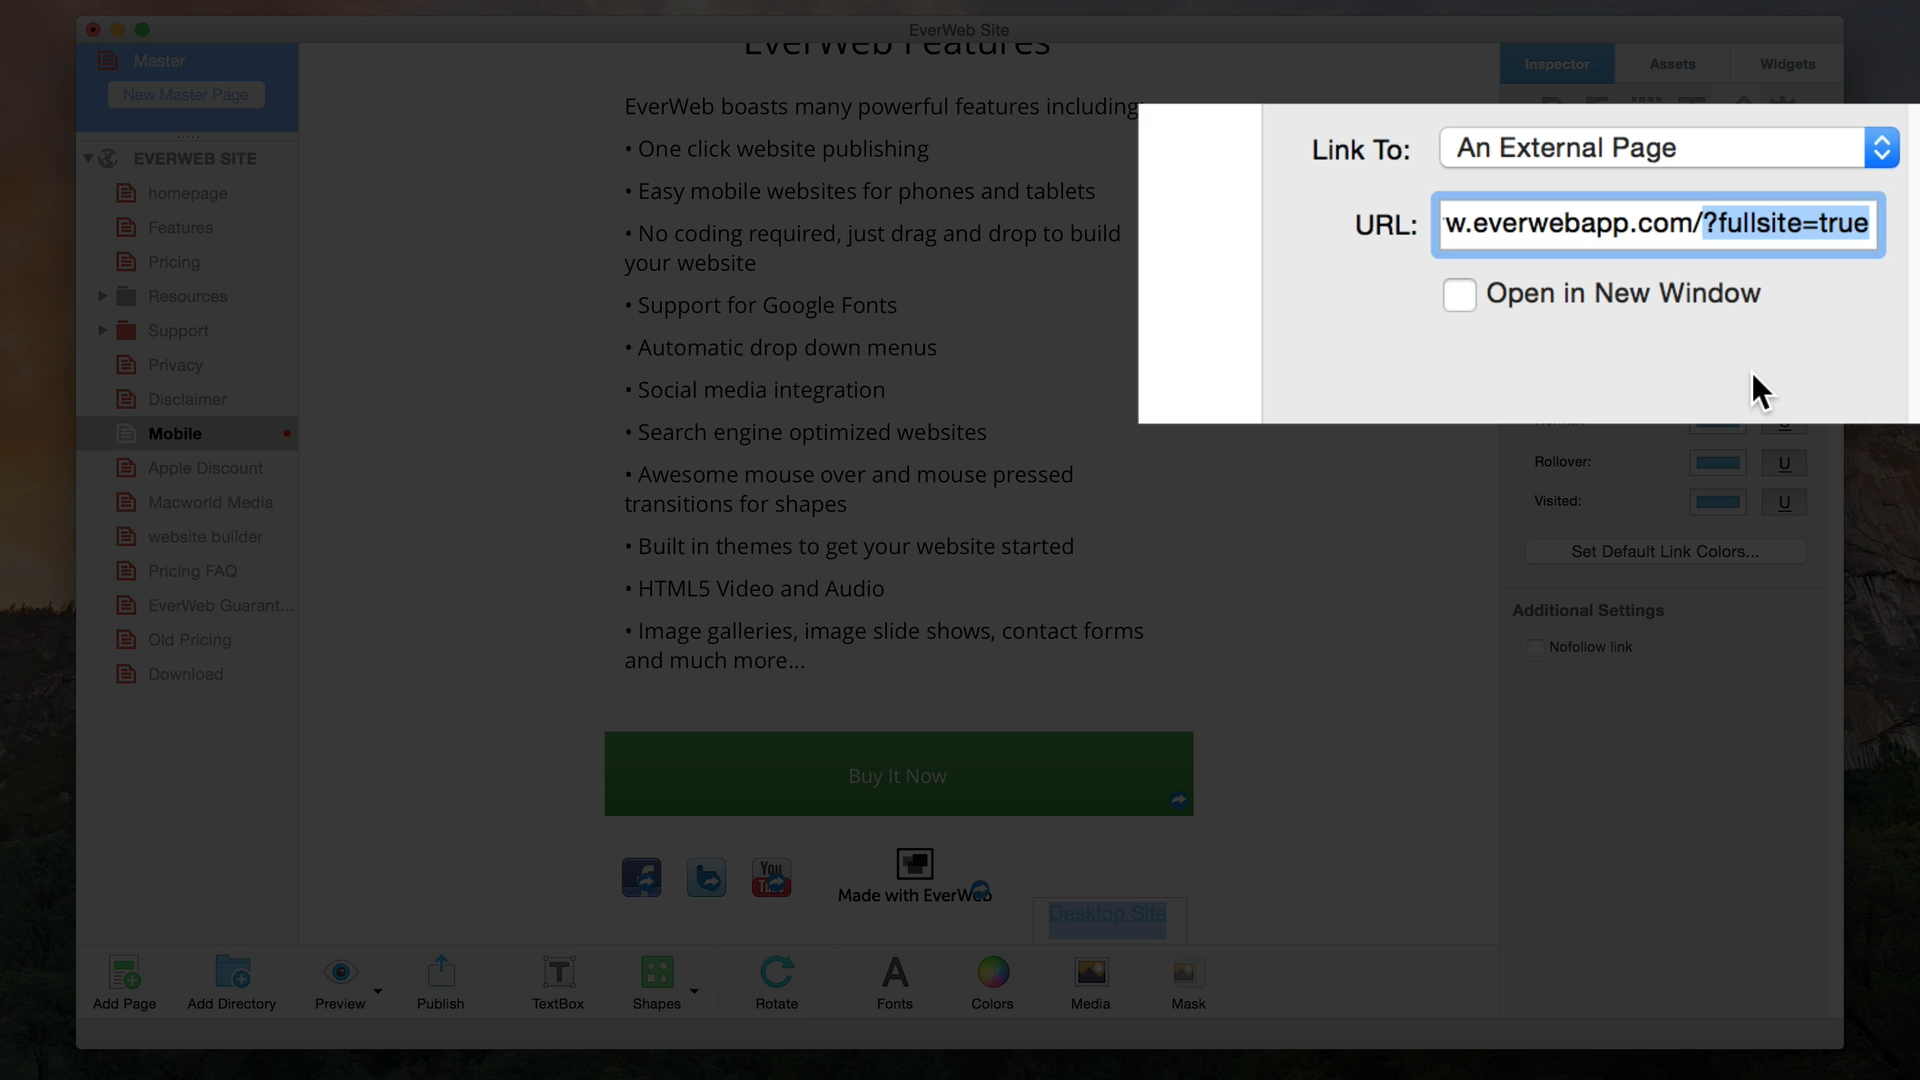 EverWeb Site
Master
New Master Page
EVERWEB SITE
homepage
Features
Pricing
Resources
Support
Privacy
Disclaimer
Mobile
Apple Discount
Macworld Media
website builder
Pricing FAQ
EverWeb Guarant...
Old Pricing
Download
EverWeb Features
EverWeb boasts many powerful features including:
• One click website publishing
• Easy mobile websites for phones and tablets
• No coding required, just drag and drop to build
your website
• Support for Google Fonts
• Automatic drop down menus
• Social media integration
• Search engine optimized websites
• Awesome mouse over and mouse pressed
transitions for shapes
• Built in themes to get your website started
• HTML5 Video and Audio
• Image galleries, image slide shows, contact forms
and much more...
Buy It Now
You
Made with EverWeb
Desktop Site
Inspector
Assets
Widgets
Link To: An External Page
URL: w.everwebapp.com/?fullsite=true
Open in New Window
Rollover: U
Visited: U
Set Default Link Colors...
Additional Settings
Nofollow link
Add Page
Add Directory
Preview
Publish
TextBox
Shapes
Rotate
Fonts
Colors
Media
Mask